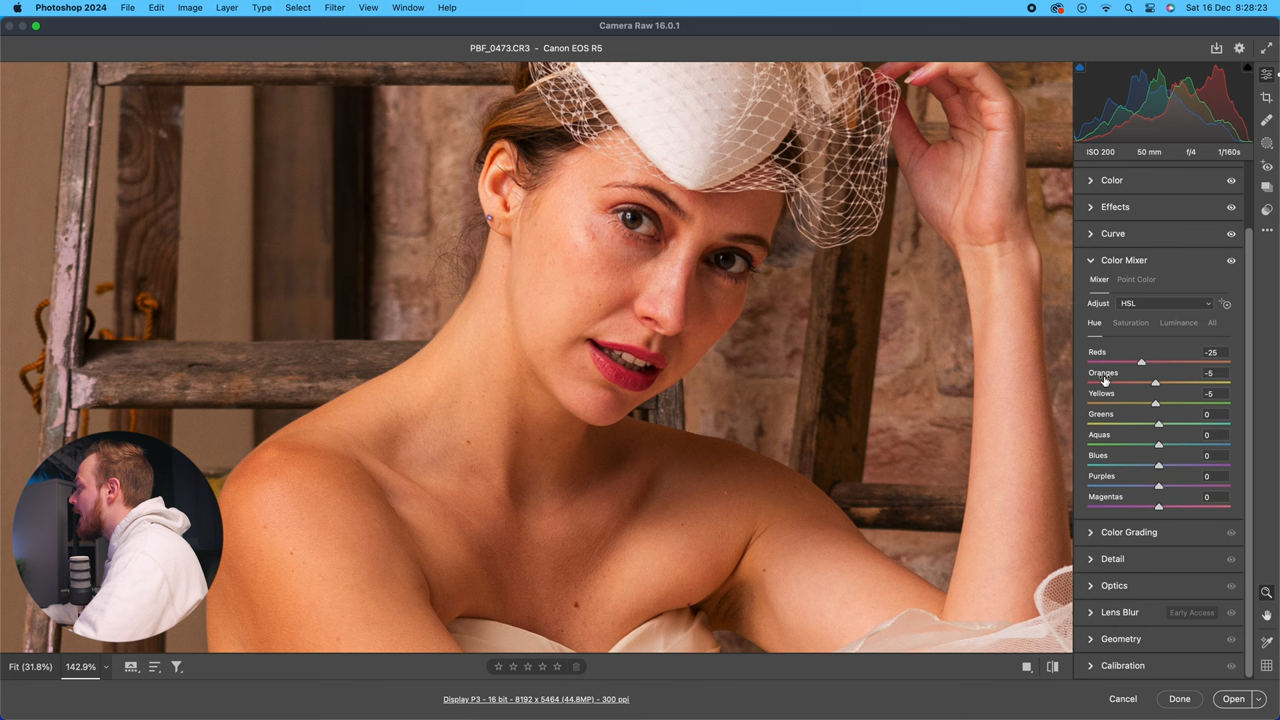 Photoshop 2024 File Edit Image Layer Type Select Filter View Window Help Sat 16 Dec 8:28:23
Camera Raw 16.0.1
PBF_0473.CR3 - Canon EOS R5
ISO 200 50 mm f/4 1/160s
Color
Effects
Curve
Color Mixer
Mixer Point Color
Adjust HSL
Hue Saturation Luminance All
Reds -25
Oranges -5
Yellows -5
Greens 0
Aquas 0
Blues 0
Purples 0
Magentas 0
Color Grading
Detail
Optics
Lens Blur Early Access
Geometry
Calibration
Fit (31.8%) 142.9%
Display P3 - 16 bit - 8192 x 5464 (44.8MP) - 300 ppi
Cancel Done Open